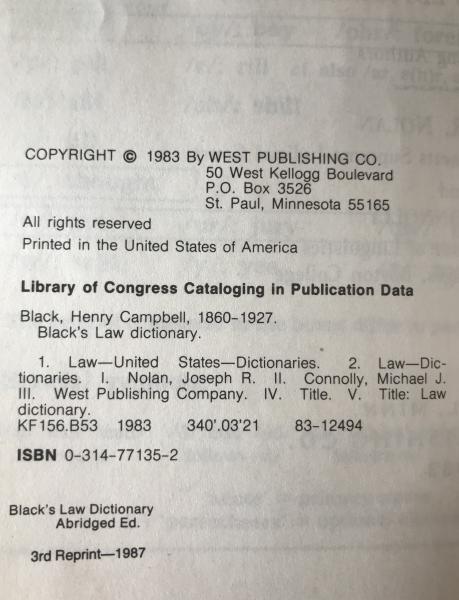 COPYRIGHT © 1983 By WEST PUBLISHING CO.
50 West Kellogg Boulevard
P.O. Box 3526
St. Paul, Minnesota 55165
All rights reserved
Printed in the United States of America
Library of Congress Cataloging in Publication Data
Black, Henry Campbell, 1860-1927.
Black's Law dictionary.
1. Law—United States—Dictionaries. 2. Law—Dic-
tionaries. I. Nolan, Joseph R. II. Connolly, Michael J.
III. West Publishing Company. IV. Title. V. Title: Law
dictionary.
KF156.B53 1983 340'.03'21 83-12494
ISBN 0-314-77135-2
Black's Law Dictionary
Abridged Ed.
3rd Reprint—1987